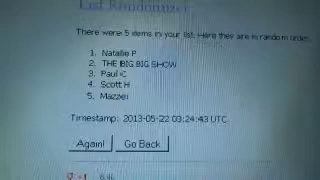 List Randomizer
There were 5 items in your list. Here they are in random order:
1. Natalie P
2. THE BIG BIG SHOW
3. Paul C
4. Scott H
5. Mazzei
Timestamp: 2013-05-22 03:24:43 UTC
Again! Go Back